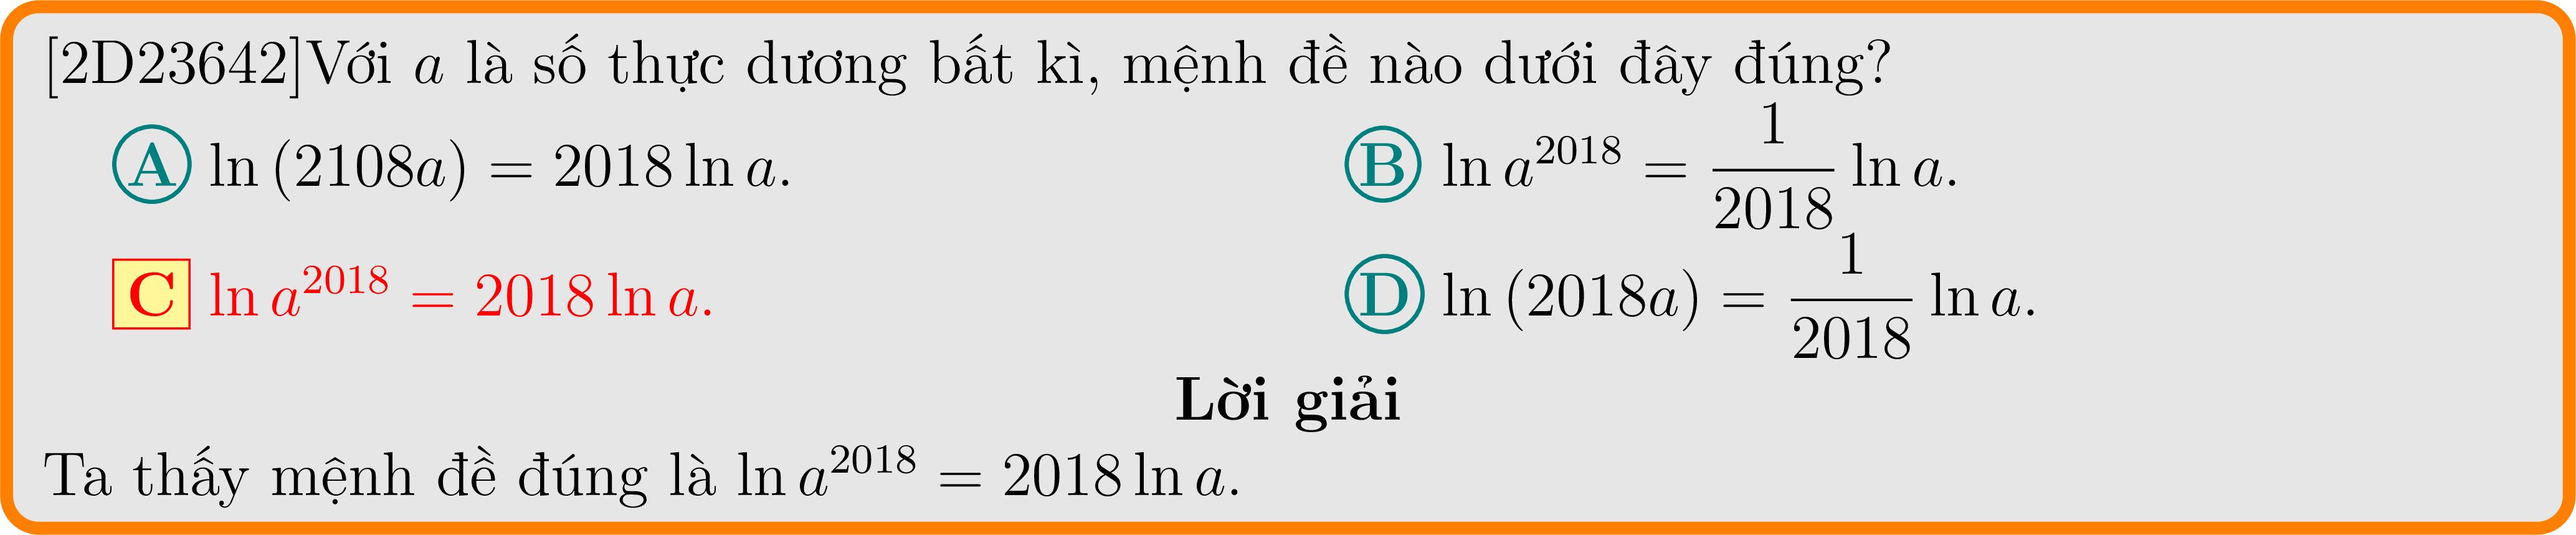 [2D23642]Với a là số thực dương bất kì, mệnh đề nào dưới đây đúng?
A ln (2108a) = 2018 ln a. B ln a^2018 = 1/2018 ln a.
C ln a^2018 = 2018 ln a. D ln (2018a) = 1/2018 ln a.
Lời giải
Ta thấy mệnh đề đúng là ln a^2018 = 2018 ln a.